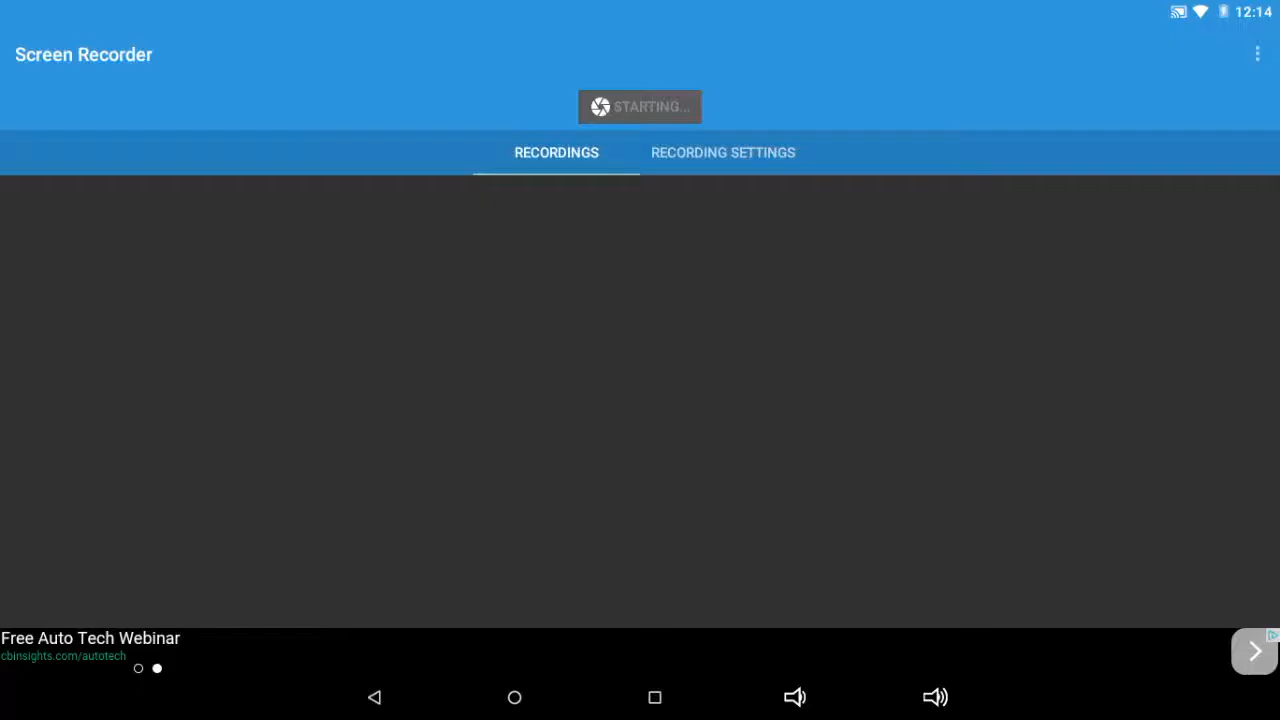 12:14
Screen Recorder
STARTING...
RECORDINGS
RECORDING SETTINGS
Free Auto Tech Webinar
cbinsights.com/autotech